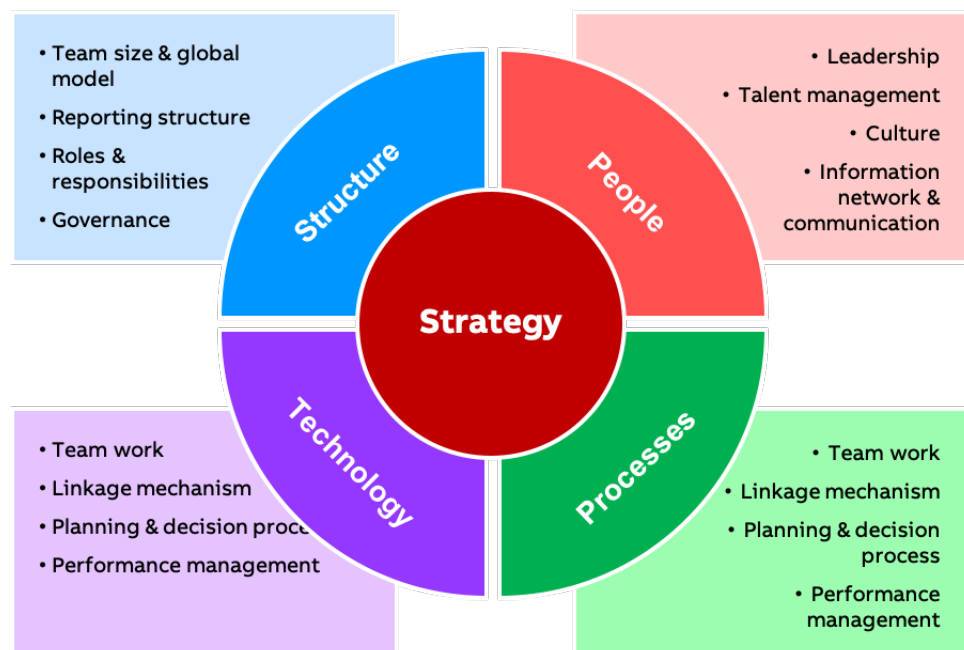 • Team size & global
model
• Reporting structure
• Roles &
responsibilities
• Governance
Structure
People
• Leadership
• Talent management
• Culture
• Information
network &
communication
Strategy
Technology
Processes
• Team work
• Linkage mechanism
• Planning & decision proce
• Performance management
• Team work
• Linkage mechanism
• Planning & decision
process
• Performance
management